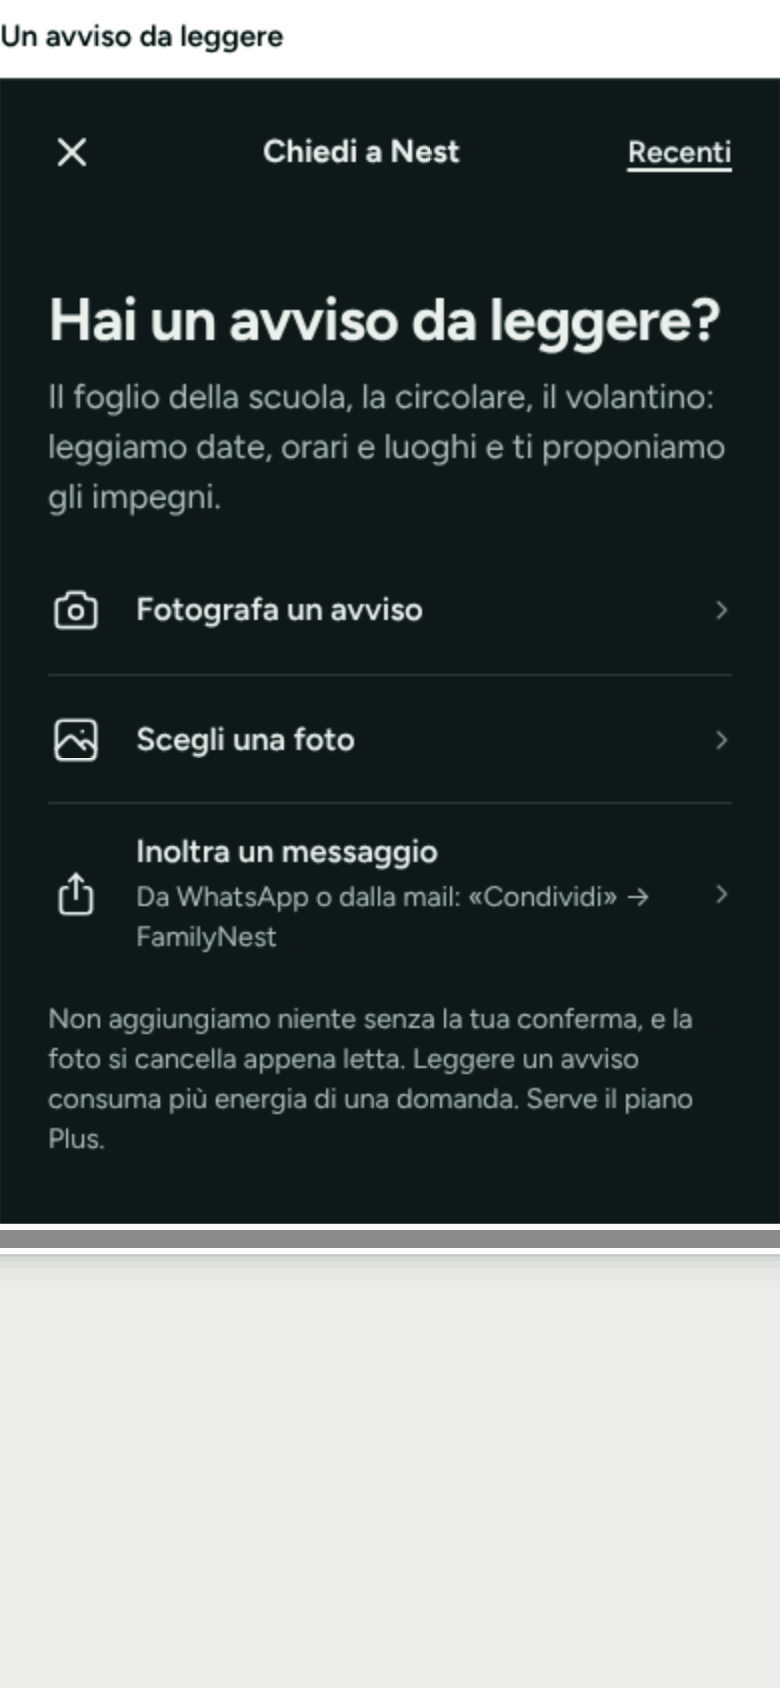 Un avviso da leggere
Chiedi a Nest
Recenti
Hai un avviso da leggere?
Il foglio della scuola, la circolare, il volantino:
leggiamo date, orari e luoghi e ti proponiamo
gli impegni.
Fotografa un avviso
Scegli una foto
Inoltra un messaggio
Da WhatsApp o dalla mail: «Condividi» →
FamilyNest
Non aggiungiamo niente senza la tua conferma, e la
foto si cancella appena letta. Leggere un avviso
consuma più energia di una domanda. Serve il piano
Plus.